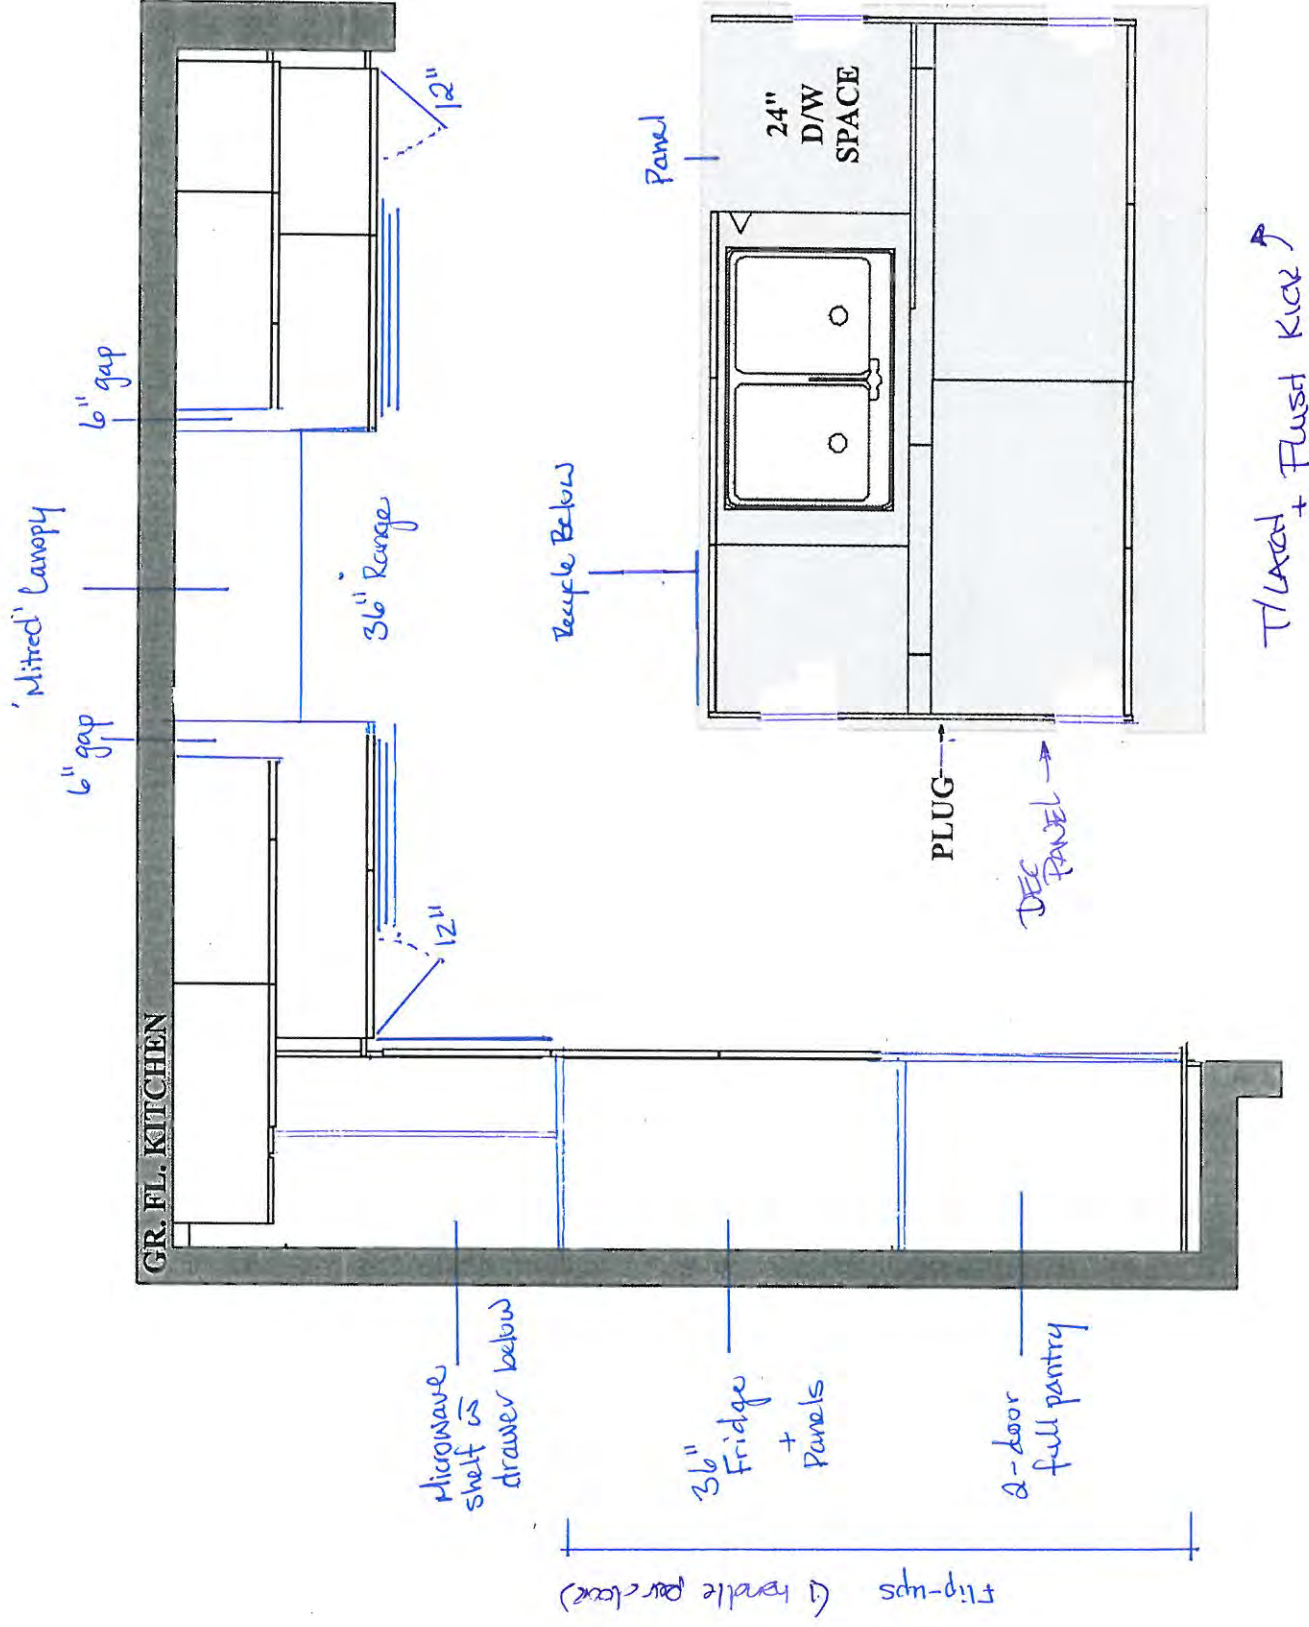 GR. FL. KITCHEN
'Mitred' Canopy
6" gap
6" gap
36" Range
12"
12"
Recycle Below
Panel
24"
D/W
SPACE
PLUG
DEC
PANEL
T/LATCH
+ FLUSH KICK
Microwave
shelf w
drawer below
36"
Fridge
+
Panels
2-door
full pantry
Flip-ups (1 handle per door)